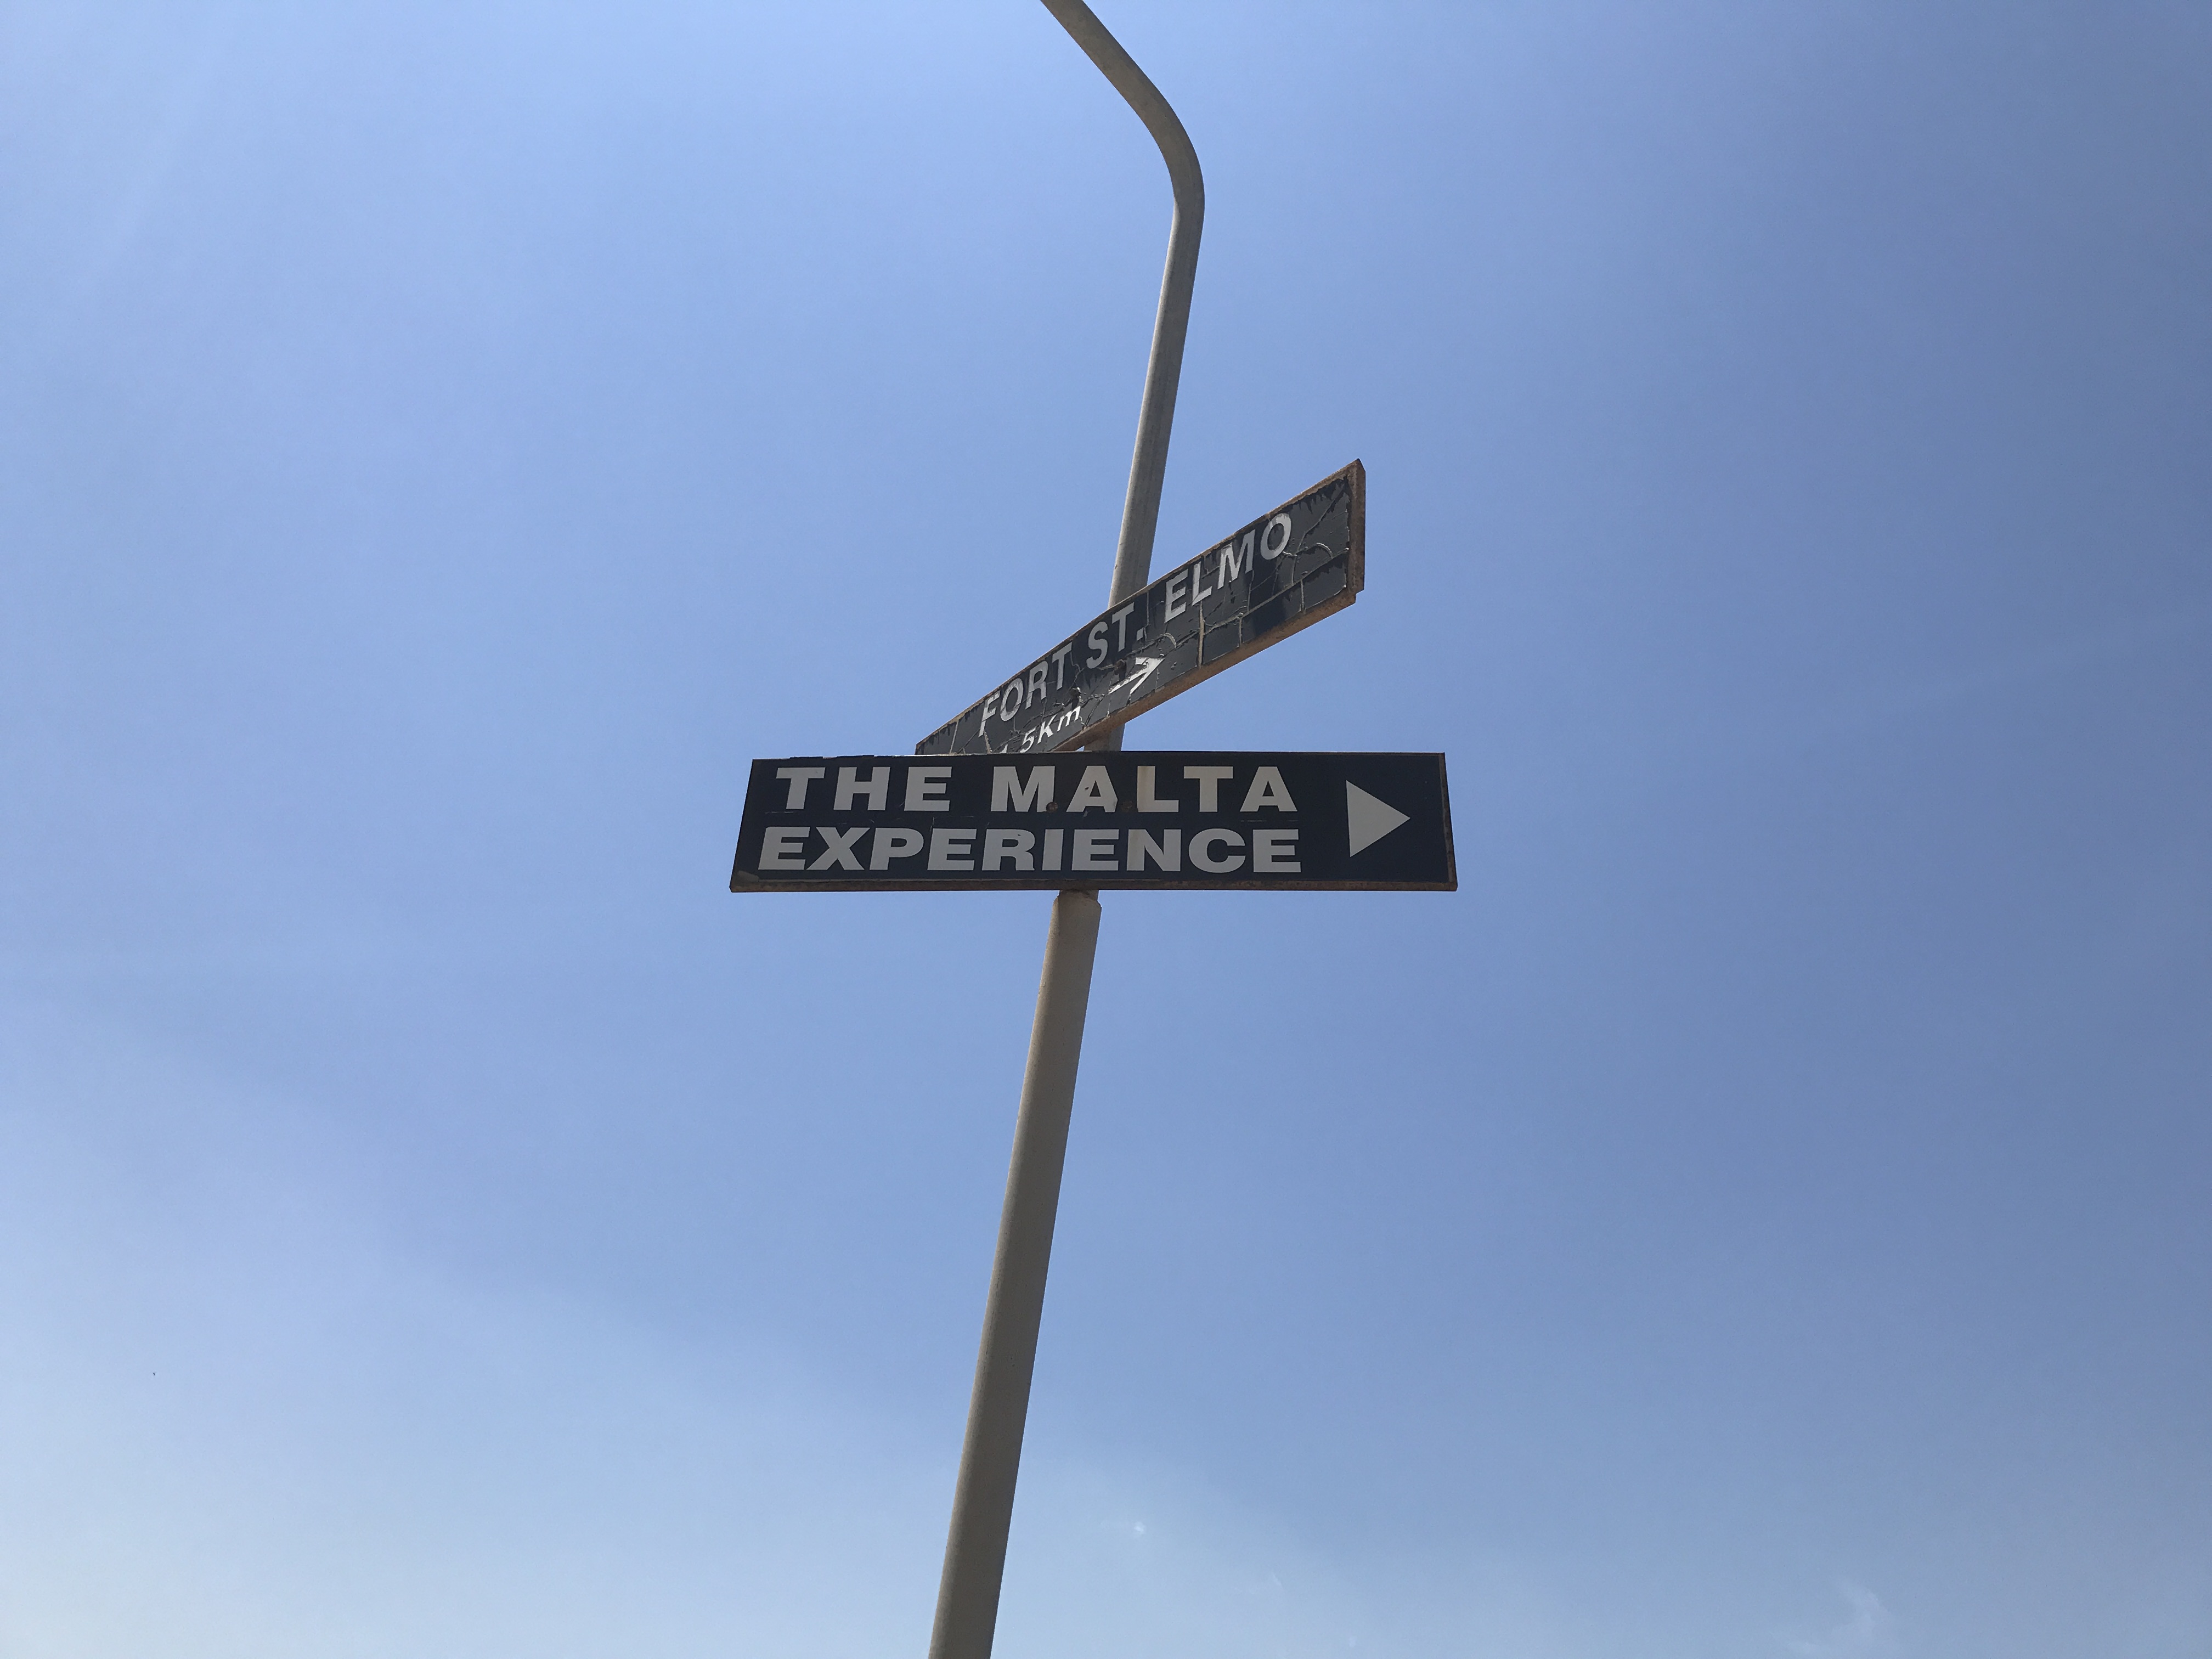 FORT ST. ELMO
5Km
THE MALTA
EXPERIENCE